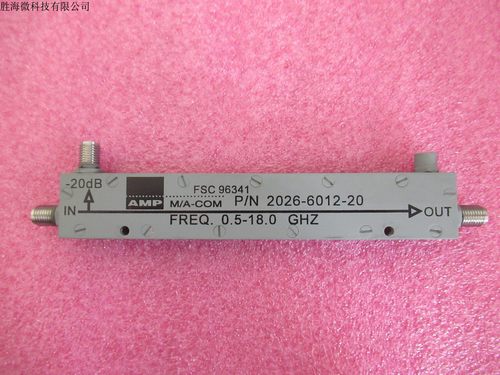 胜海微科技有限公司
-20dB
FSC 96341
AMP M/A-COM P/N 2026-6012-20
IN OUT
FREQ. 0.5-18.0 GHZ